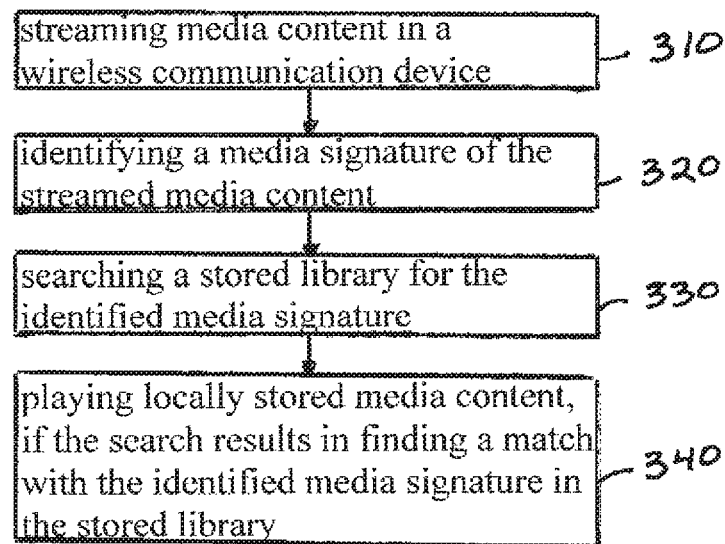 streaming media content in a
wireless communication device
310
identifying a media signature of the
streamed media content
320
searching a stored library for the
identified media signature
330
playing locally stored media content,
if the search results in finding a match
with the identified media signature in
the stored library
340